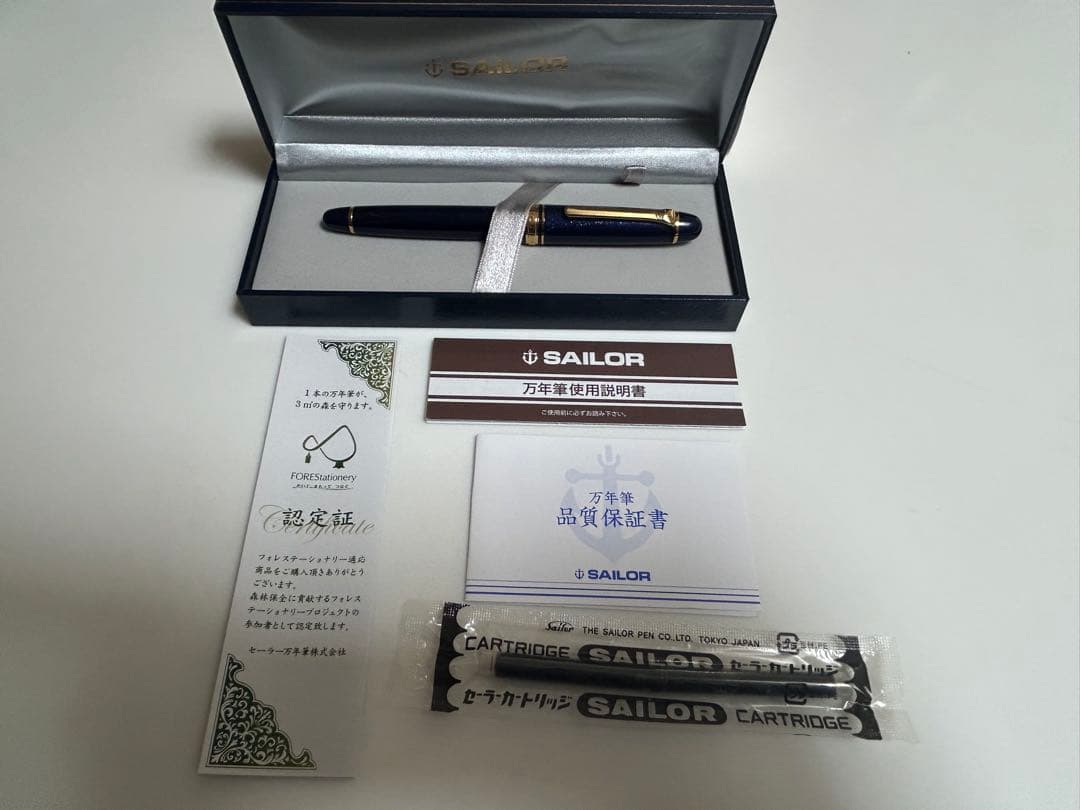 SAILOR
1本の万年筆が、
3㎡の森を守ります。
FOREStationery
認定証
Certificate
フォレステーショナリー適応
商品をご購入頂きありがとう
ございます。
森林保全に貢献するフォレス
テーショナリープロジェクトの
参加者として認定致します。
セーラー万年筆株式会社
SAILOR
万年筆使用説明書
ご使用前に必ずお読み下さい。
万年筆
品質保証書
SAILOR
Sailor THE SAILOR PEN CO.,LTD. TOKYO JAPAN プラ
CARTRIDGE SAILOR セーラーカートリッジ
セーラーカートリッジ SAILOR CARTRIDGE